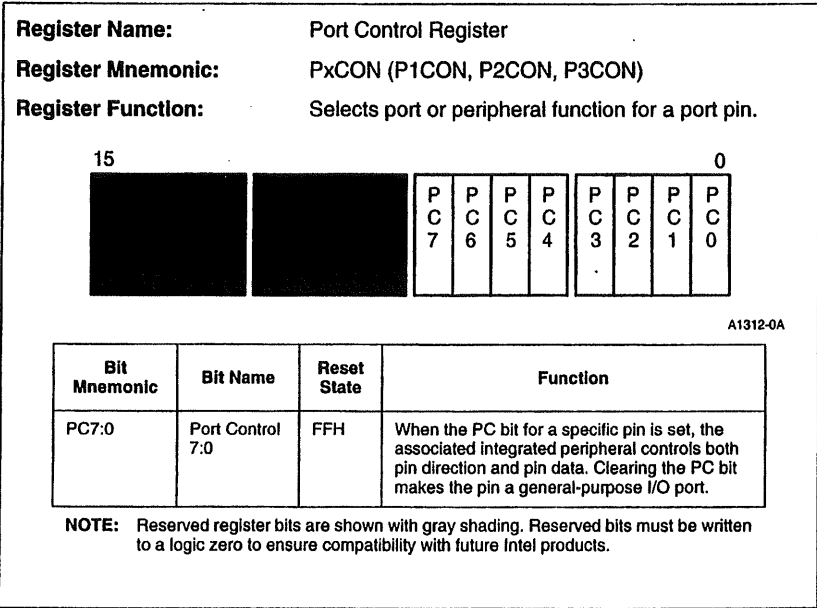 Register Name: Port Control Register
Register Mnemonic: PxCON (P1CON, P2CON, P3CON)
Register Function: Selects port or peripheral function for a port pin.
15 0
P P P P P P P P
C C C C C C C C
7 6 5 4 3 2 1 0
A1312-0A
Bit Mnemonic Bit Name Reset State Function
PC7:0 Port Control 7:0 FFH When the PC bit for a specific pin is set, the
associated integrated peripheral controls both
pin direction and pin data. Clearing the PC bit
makes the pin a general-purpose I/O port.
NOTE: Reserved register bits are shown with gray shading. Reserved bits must be written
to a logic zero to ensure compatibility with future Intel products.